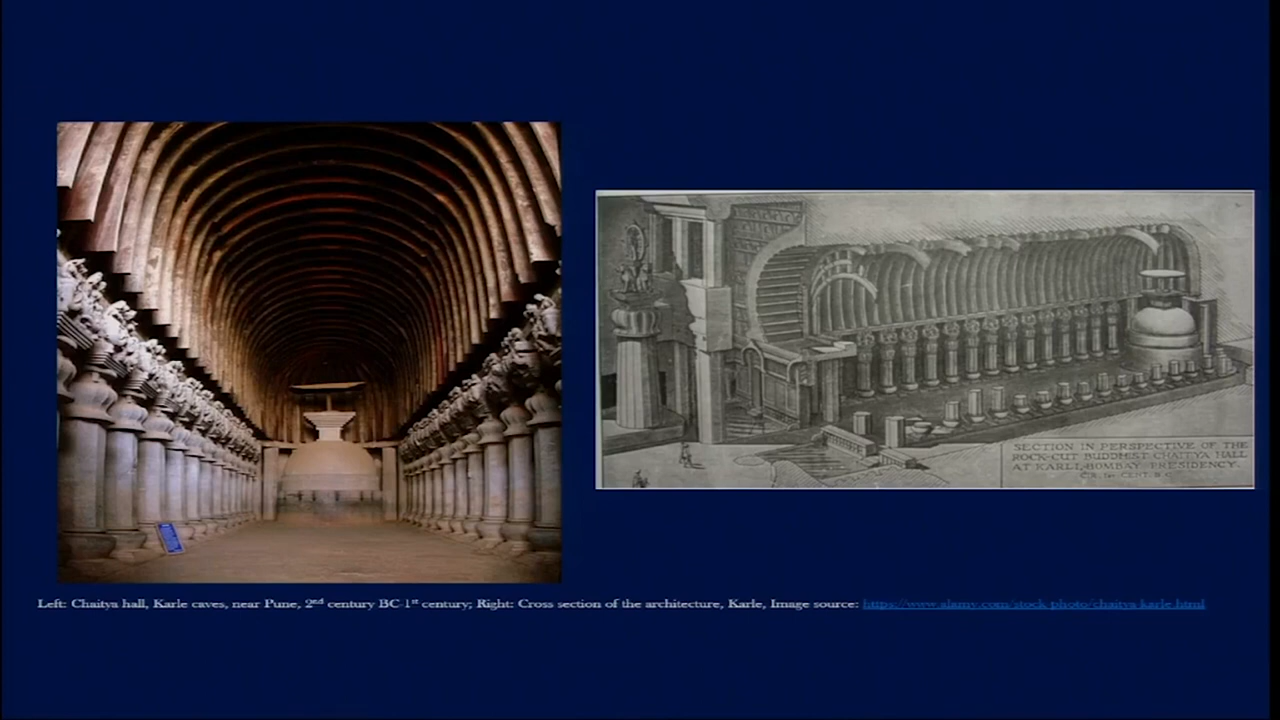 SECTION IN PERSPECTIVE OF THE
ROCK-CUT BUDDHIST CHAITYA HALL
AT KARLI, BOMBAY PRESIDENCY.
Left: Chaitya hall, Karle caves, near Pune, 2nd century BC-1st century; Right: Cross section of the architecture, Karle, Image source: https://www.alamy.com/stock-photo/chaitya-karle.html